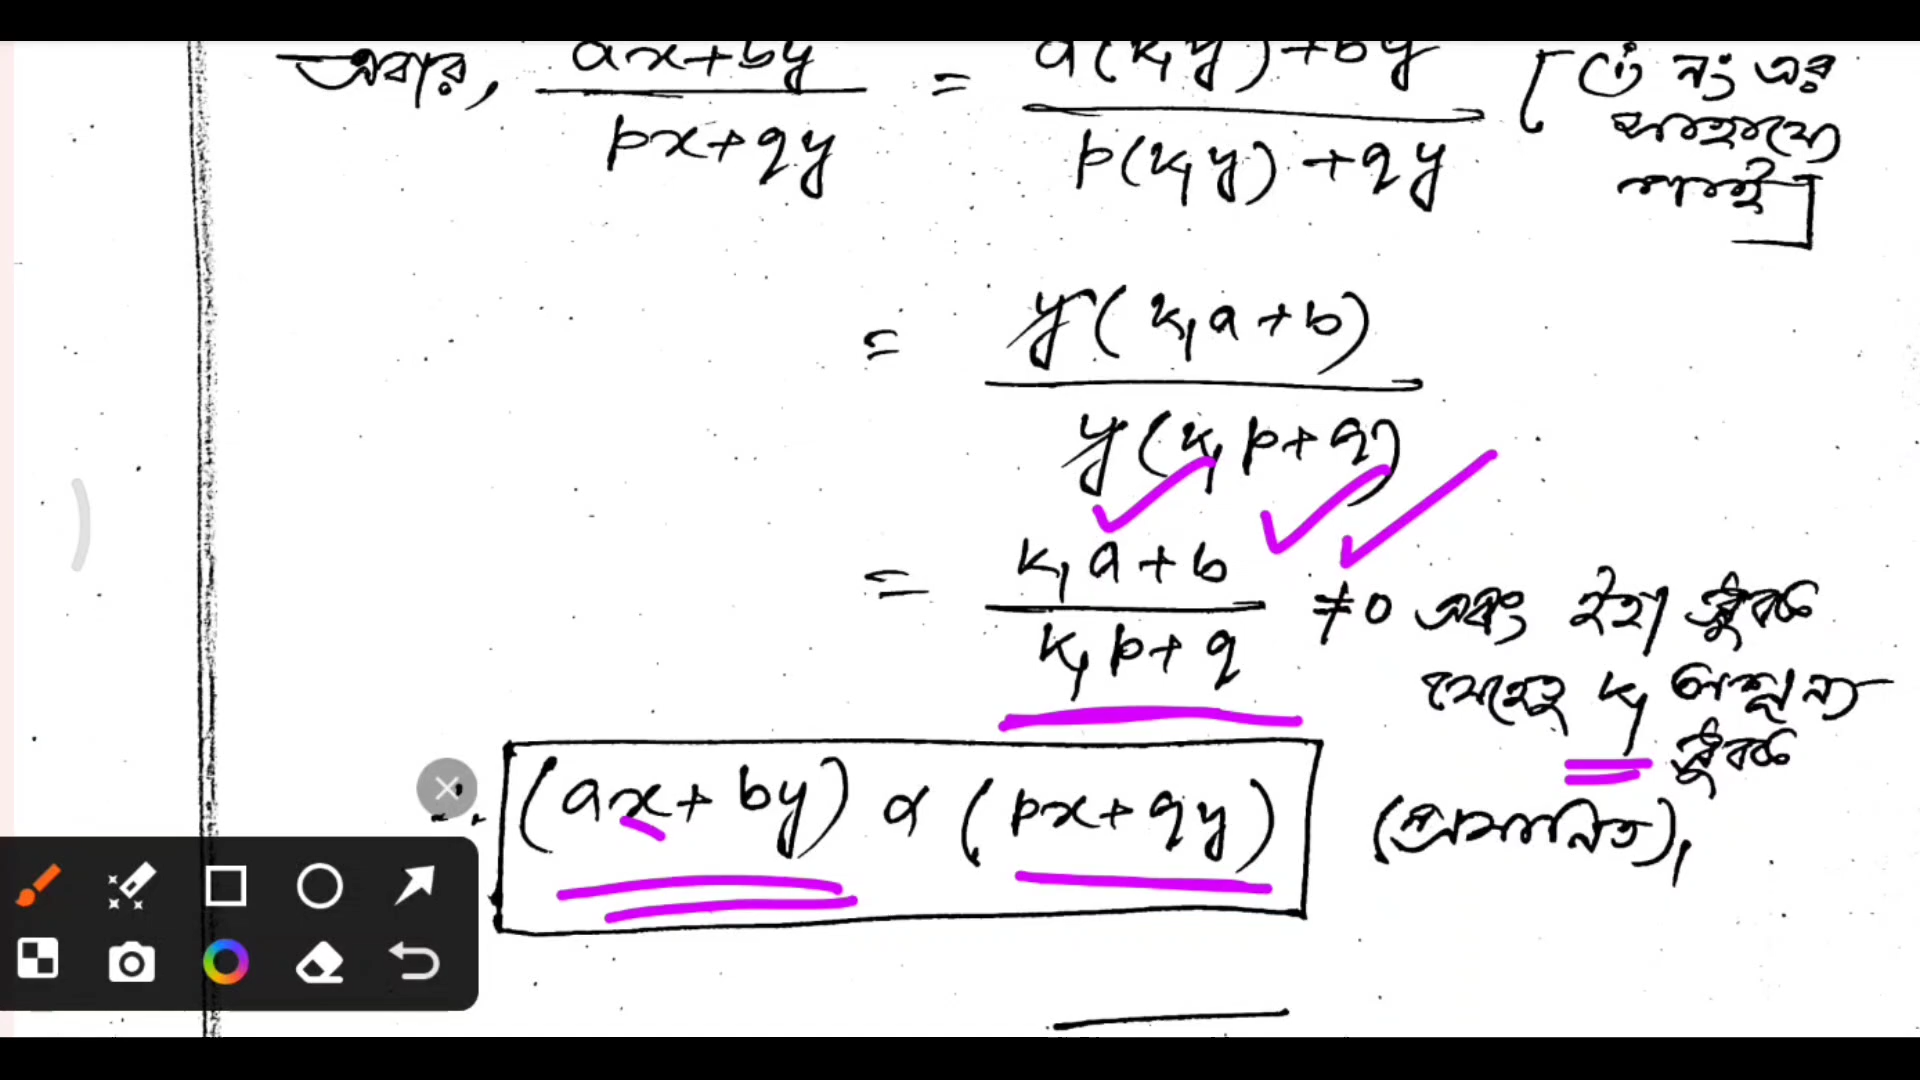 এবার, (ax+by)/(px+qy) = (a(k₁y)+by)/(p(k₁y)+qy) [① নং এর সাহায্যে পাই]
= y(k₁a+b)/y(k₁p+q)
= (k₁a+b)/(k₁p+q) ≠0 এবং ইহা ধ্রুবক
যেহেতু k₁ অশূন্য
ধ্রুবক
∴ (ax+by) ∝ (px+qy) (প্রমানিত),